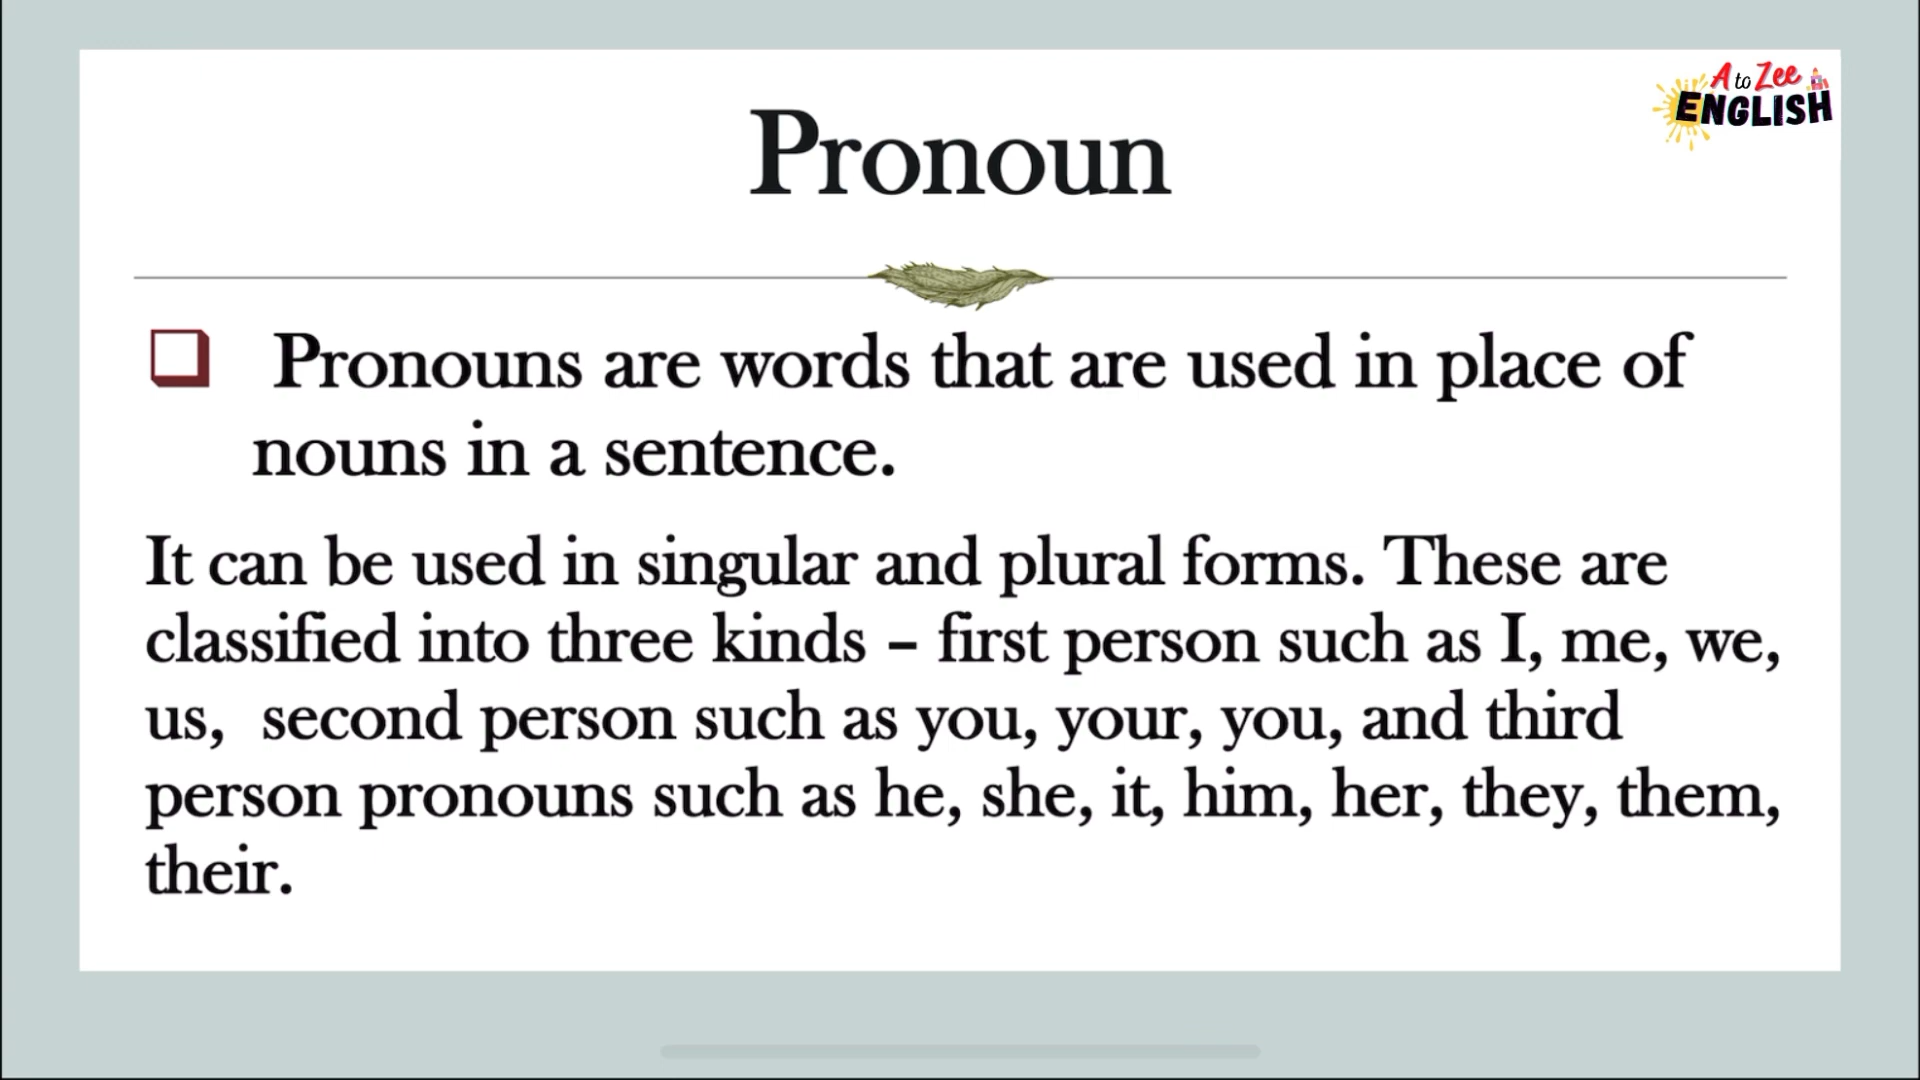 A to Zee
ENGLISH
Pronoun
Pronouns are words that are used in place of
nouns in a sentence.
It can be used in singular and plural forms. These are
classified into three kinds – first person such as I, me, we,
us,  second person such as you, your, you, and third
person pronouns such as he, she, it, him, her, they, them,
their.